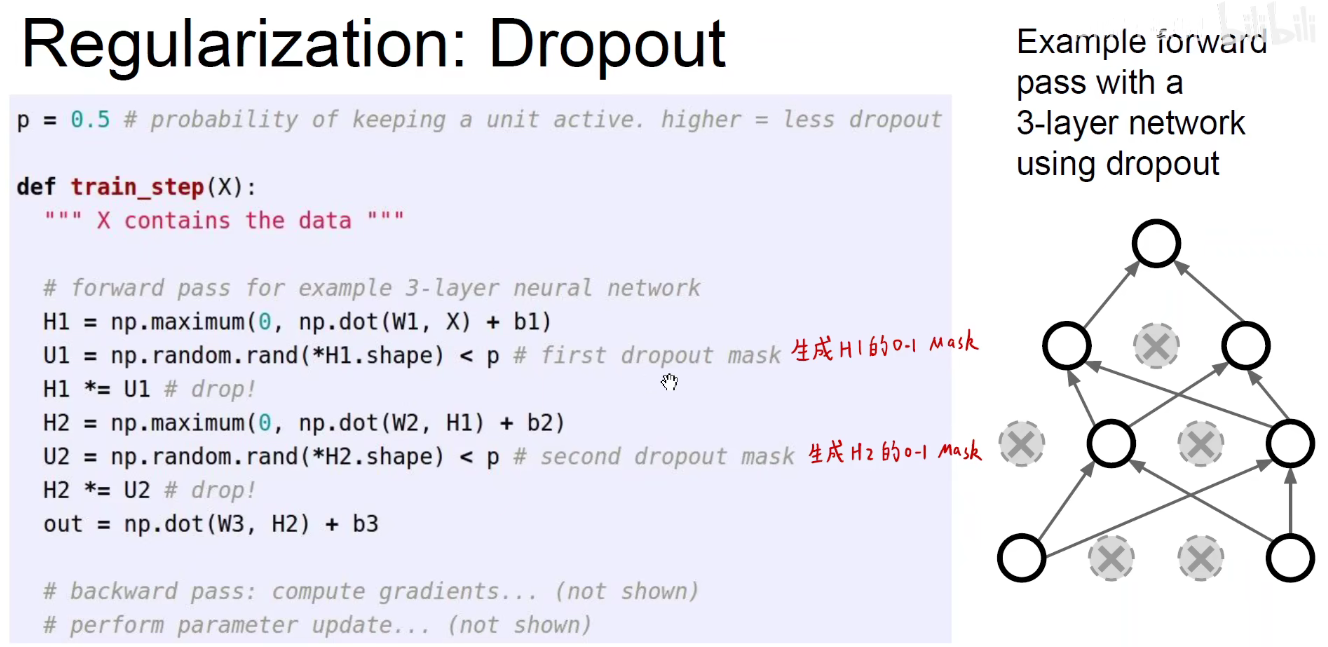 Regularization: Dropout
p = 0.5 # probability of keeping a unit active. higher = less dropout
def train_step(X):
""" X contains the data """
# forward pass for example 3-layer neural network
H1 = np.maximum(0, np.dot(W1, X) + b1)
U1 = np.random.rand(*H1.shape) < p # first dropout mask 生成H1的0-1 Mask
H1 *= U1 # drop!
H2 = np.maximum(0, np.dot(W2, H1) + b2)
U2 = np.random.rand(*H2.shape) < p # second dropout mask 生成H2的0-1 Mask
H2 *= U2 # drop!
out = np.dot(W3, H2) + b3
# backward pass: compute gradients... (not shown)
# perform parameter update... (not shown)
bilibili
Example forward
pass with a
3-layer network
using dropout